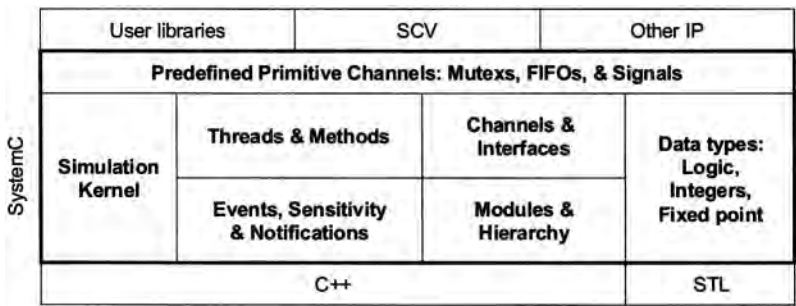 User libraries
SCV
Other IP
Predefined Primitive Channels: Mutexs, FIFOs, & Signals
SystemC
Simulation
Kernel
Threads & Methods
Channels &
Interfaces
Events, Sensitivity
& Notifications
Modules &
Hierarchy
Data types:
Logic,
Integers,
Fixed point
C++
STL